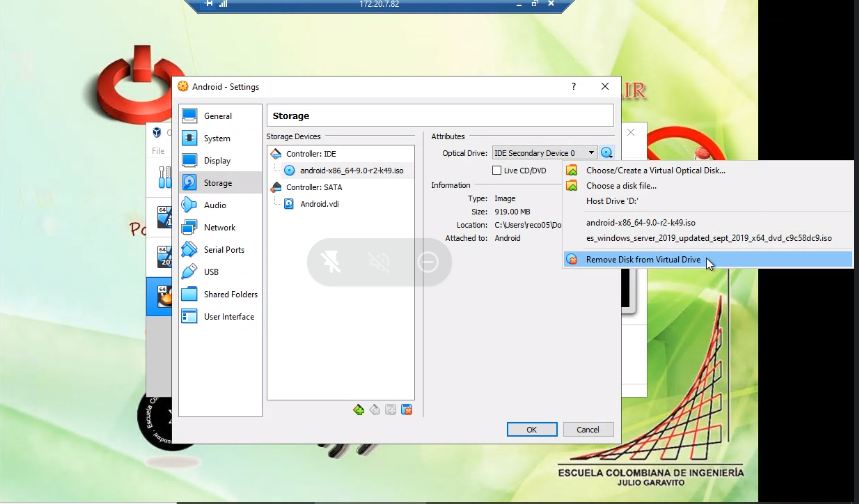 172.20.7.82
Android - Settings
?
IR
General
System
Display
Storage
Audio
Network
Serial Ports
USB
Shared Folders
User Interface
File
64
64
20
64
Storage
Storage Devices
Controller: IDE
android-x86_64-9.0-r2-k49.iso
Controller: SATA
Android.vdi
Attributes
Optical Drive: IDE Secondary Device 0
Live CD/DVD
Information
Type: Image
Size: 919.00 MB
Location: C:\Users\reco05\Do
Attached to: Android
Choose/Create a Virtual Optical Disk...
Choose a disk file...
Host Drive 'D:'
android-x86_64-9.0-r2-k49.iso
es_windows_server_2019_updated_sept_2019_x64_dvd_c9c58dc9.iso
Remove Disk from Virtual Drive
OK
Cancel
ESCUELA COLOMBIANA DE INGENIERÍA
JULIO GARAVITO